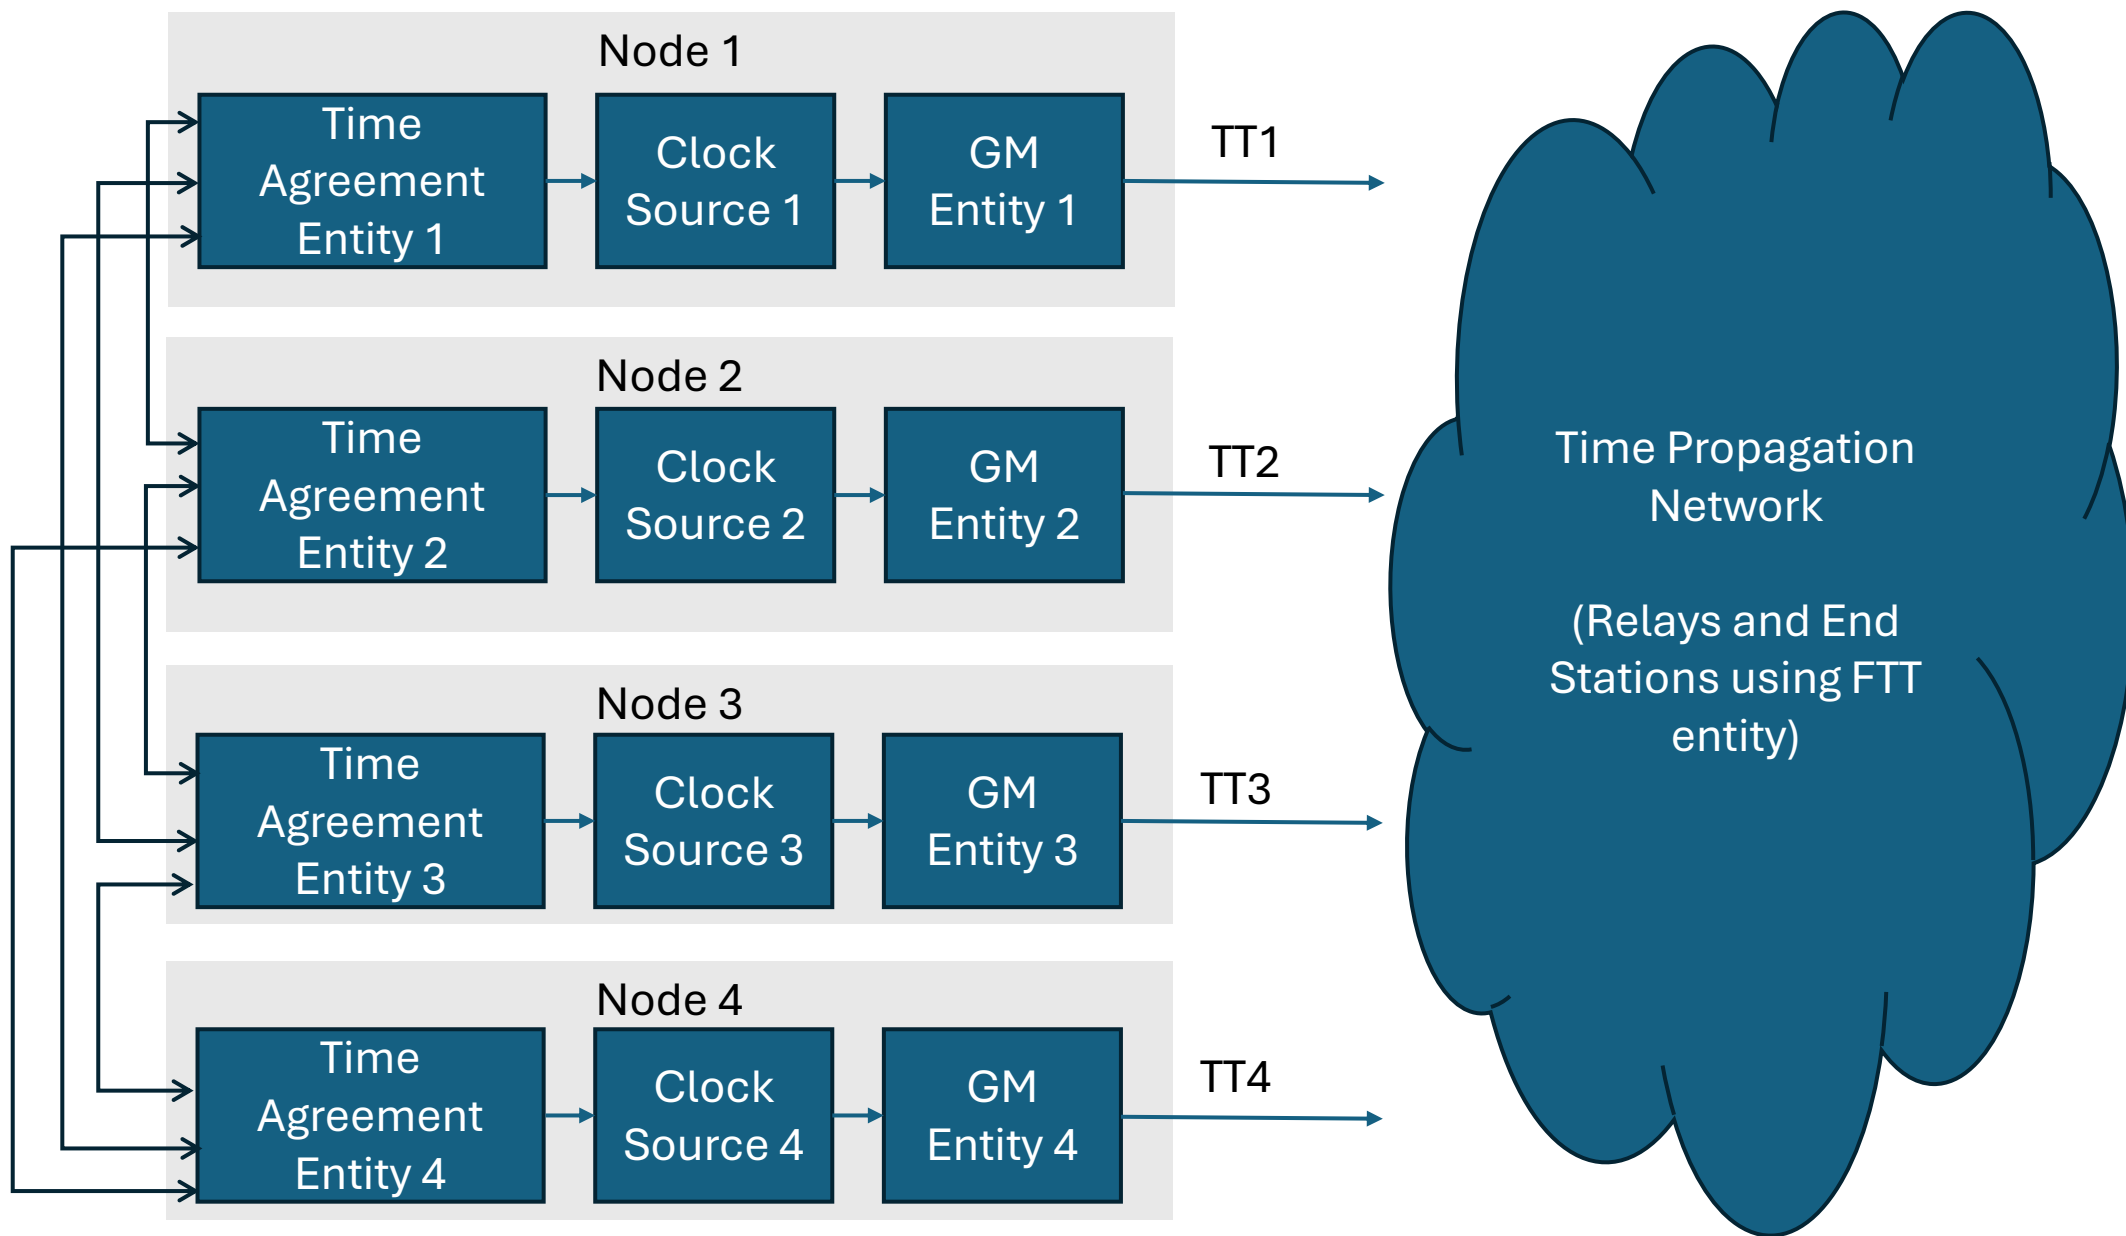 Node 1
Time
Agreement
Entity 1
Clock
Source 1
GM
Entity 1
TT1
Node 2
Time
Agreement
Entity 2
Clock
Source 2
GM
Entity 2
TT2
Node 3
Time
Agreement
Entity 3
Clock
Source 3
GM
Entity 3
TT3
Node 4
Time
Agreement
Entity 4
Clock
Source 4
GM
Entity 4
TT4
Time Propagation
Network
(Relays and End
Stations using FTT
entity)